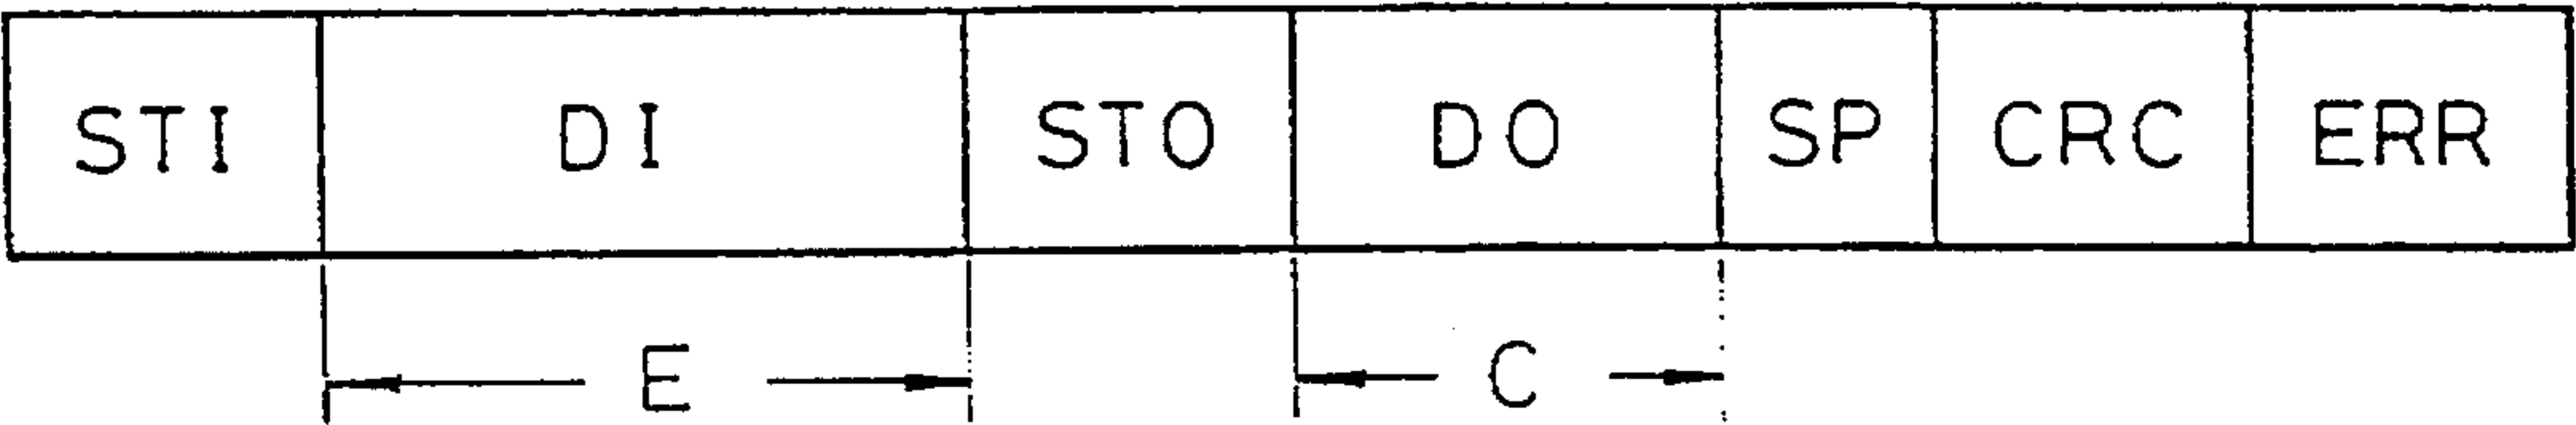 STI DI STO DO SP CRC ERR
E C